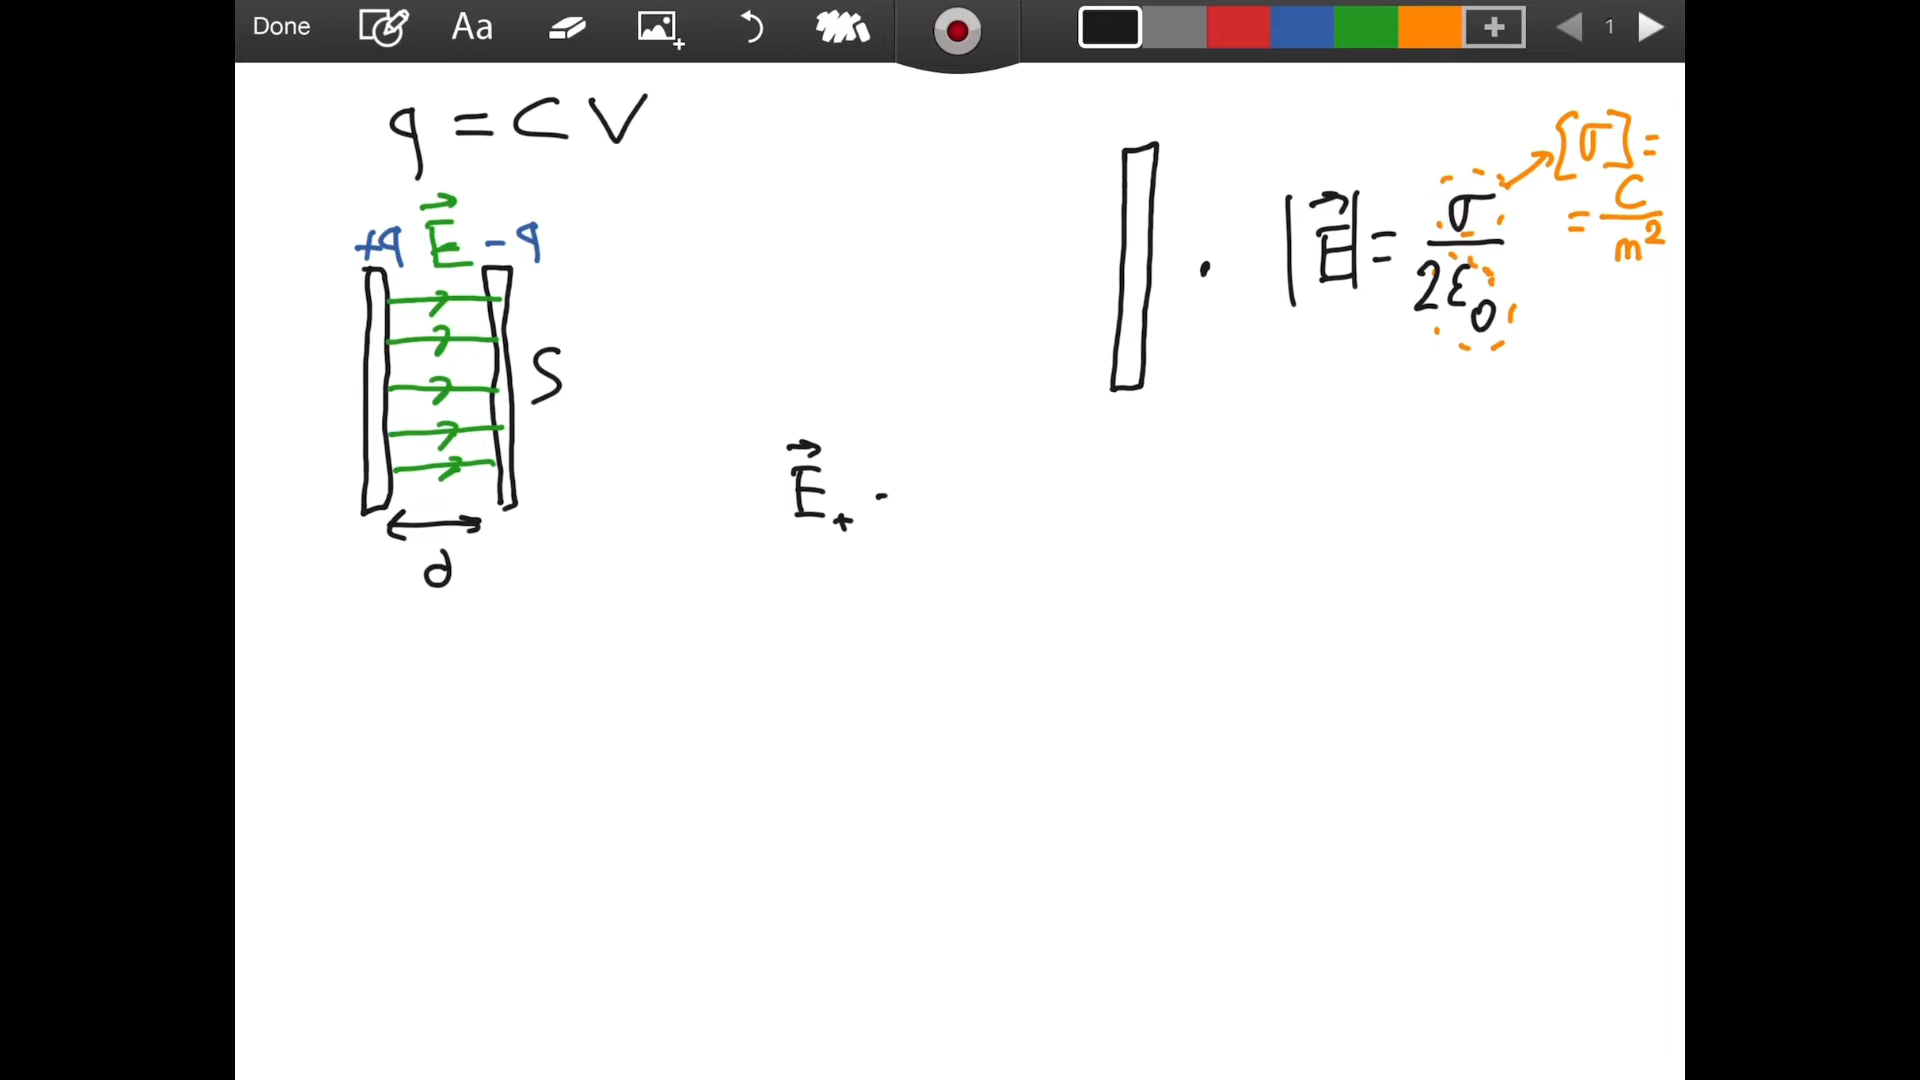 Done Aa 1
q = C V
+q E⃗ -q
S
d
|E⃗| = σ / 2ε₀
[σ] =
= C / m²
E⃗₊ -